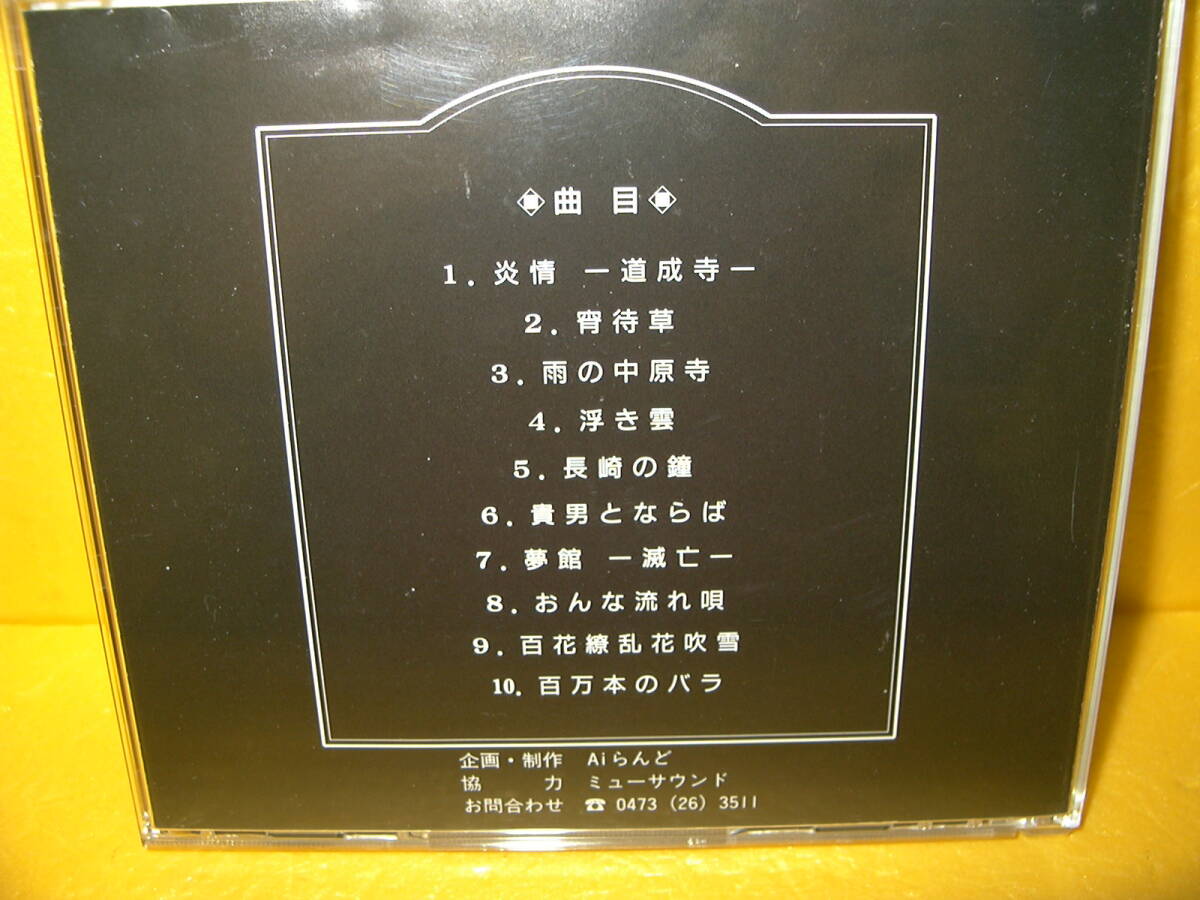 ◈曲 目◈
1. 炎情 ー道成寺ー
2. 宵待草
3. 雨の中原寺
4. 浮き雲
5. 長崎の鐘
6. 貴男とならば
7. 夢館 ー滅亡ー
8. おんな流れ唄
9. 百花繚乱花吹雪
10. 百万本のバラ
企画・制作 Aiらんど
協 力 ミューサウンド
お問合わせ ☎ 0473 (26) 3511